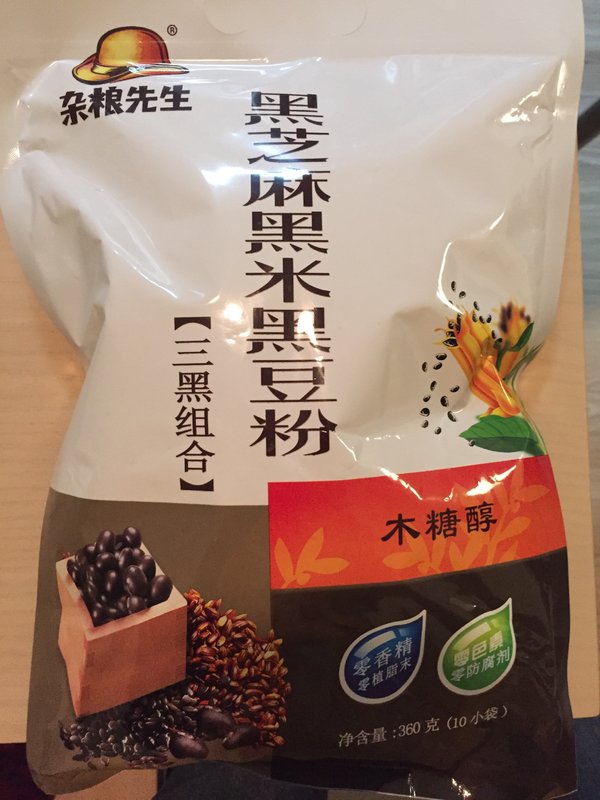 ®
杂粮先生
黑芝麻黑米黑豆粉
【三黑组合】
木糖醇
零香精
零植脂末
零色素
零防腐剂
净含量:360克(10小袋)